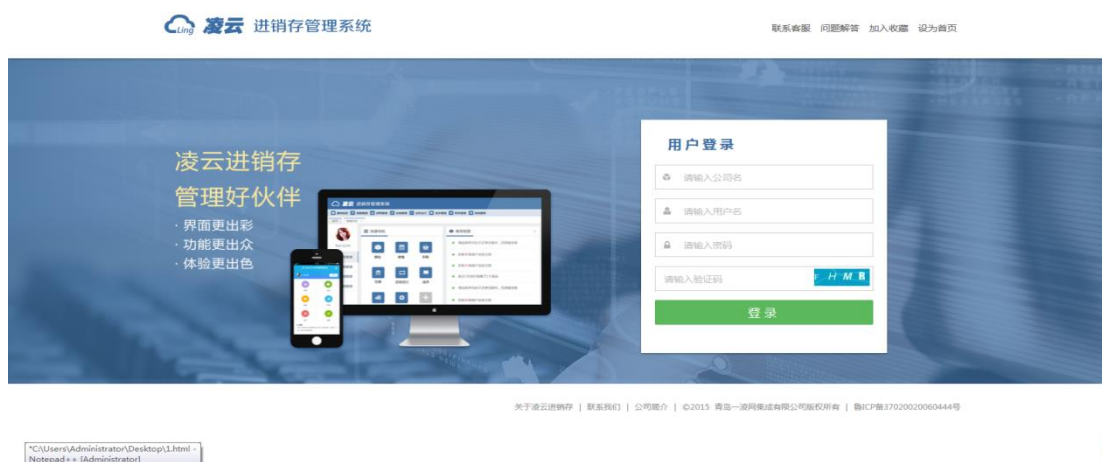 Ling 凌云 进销存管理系统
联系客服 问题解答 加入收藏 设为首页
凌云进销存
管理好伙伴
· 界面更出彩
· 功能更出众
· 体验更出色
用户登录
请输入公司名
请输入用户名
请输入密码
请输入验证码 F H M B
登录
关于凌云进销存 | 联系我们 | 公司简介 | ©2015 青岛一凌网集成有限公司版权所有 | 鲁ICP备37020020060444号
*C:\Users\Administrator\Desktop\1.html -
Notepad++ [Administrator]